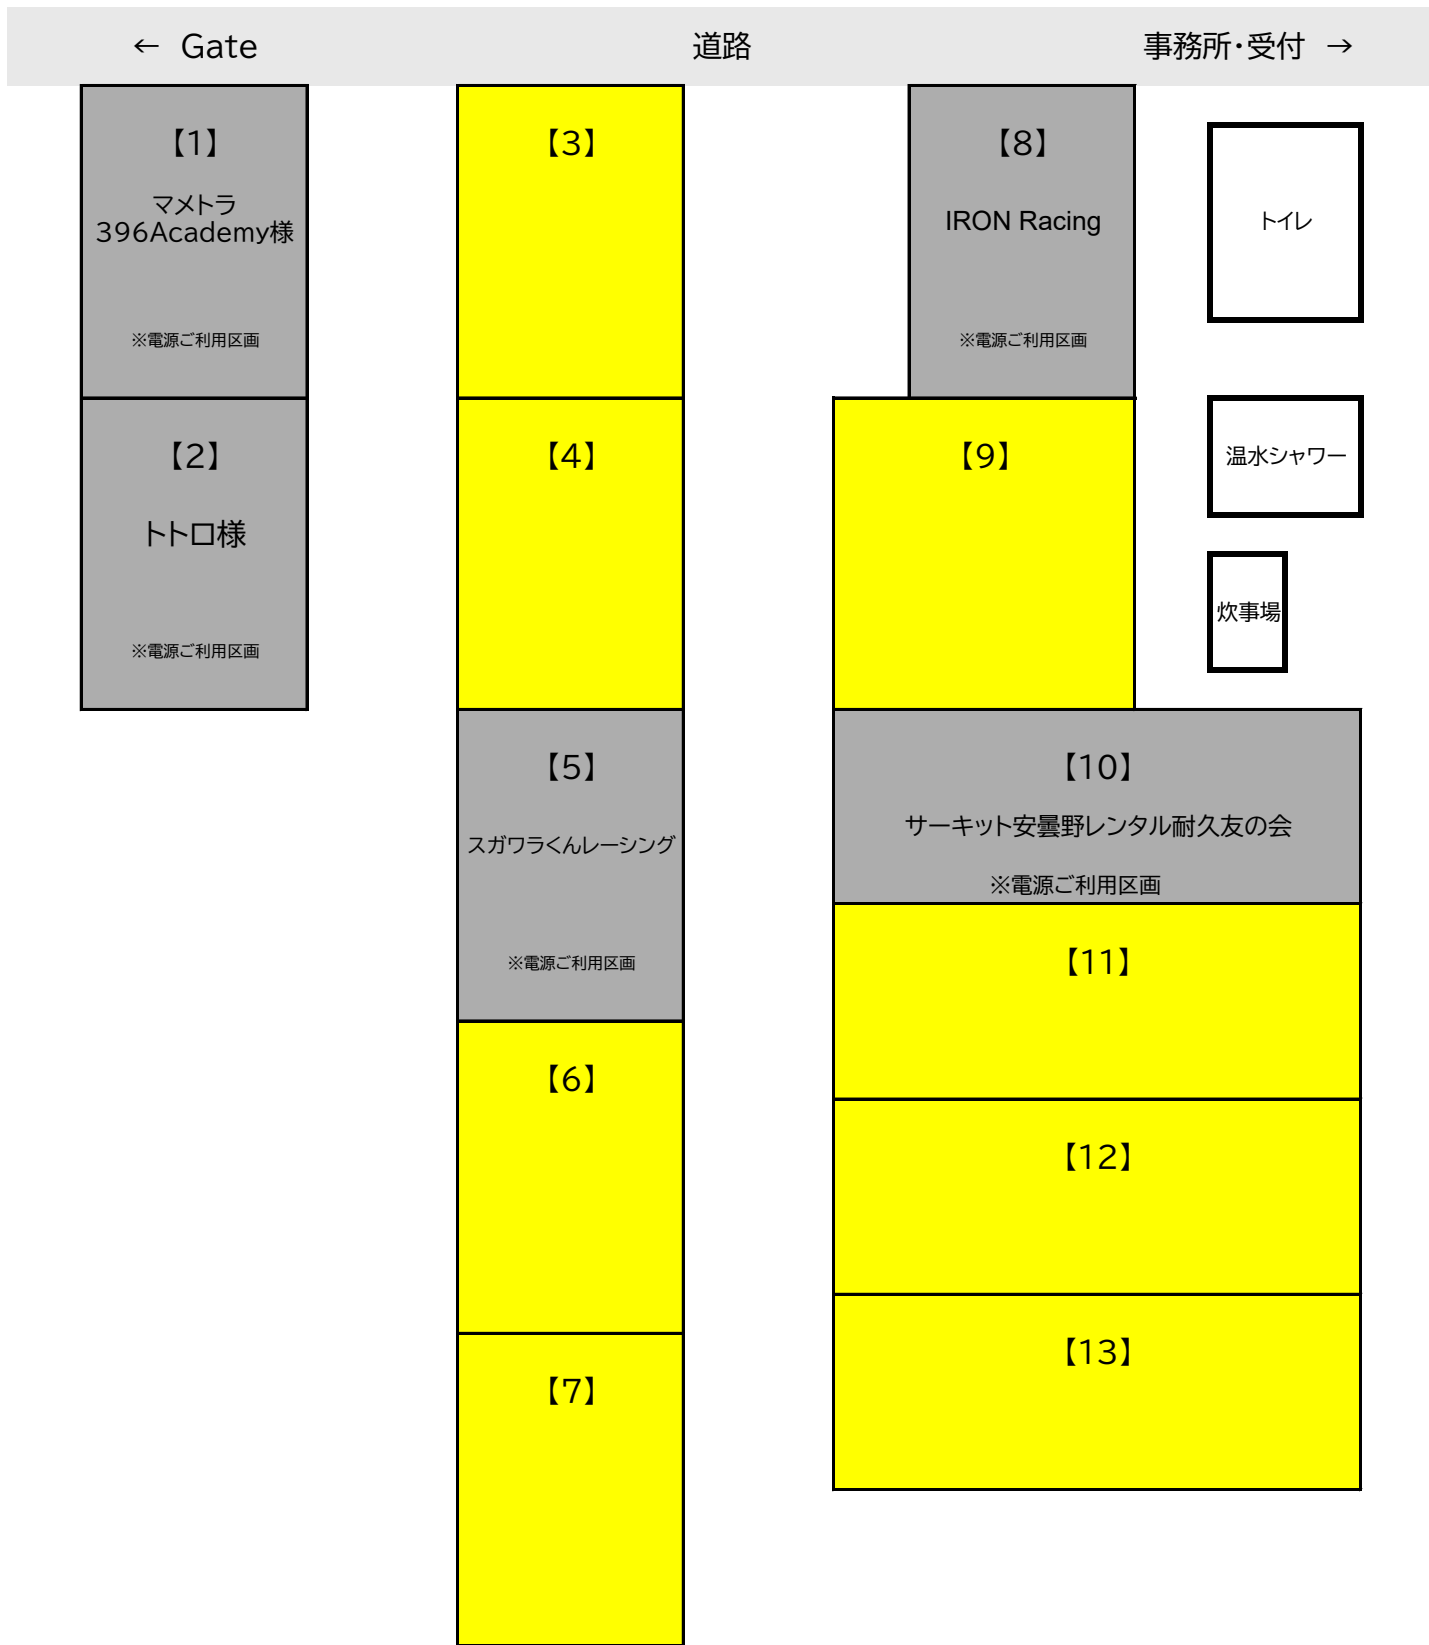 ← Gate
道路
事務所・受付 →
【1】
マメトラ
396Academy様
※電源ご利用区画
【2】
トトロ様
※電源ご利用区画
【3】
【4】
【5】
スガワラくんレーシング
※電源ご利用区画
【6】
【7】
【8】
IRON Racing
※電源ご利用区画
【9】
トイレ
温水シャワー
炊事場
【10】
サーキット安曇野レンタル耐久友の会
※電源ご利用区画
【11】
【12】
【13】